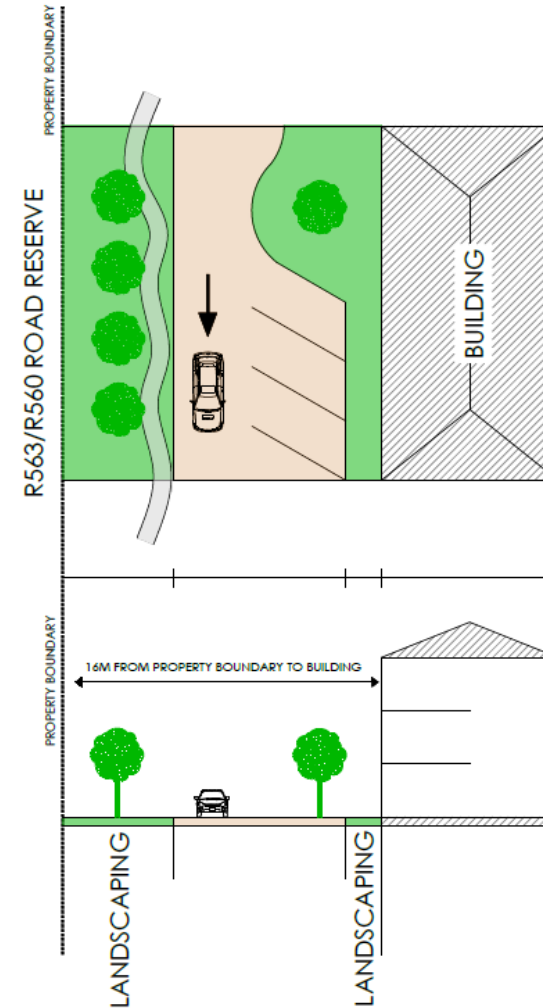 PROPERTY BOUNDARY
R563/R560 ROAD RESERVE
BUILDING
PROPERTY BOUNDARY
16M FROM PROPERTY BOUNDARY TO BUILDING
LANDSCAPING
LANDSCAPING